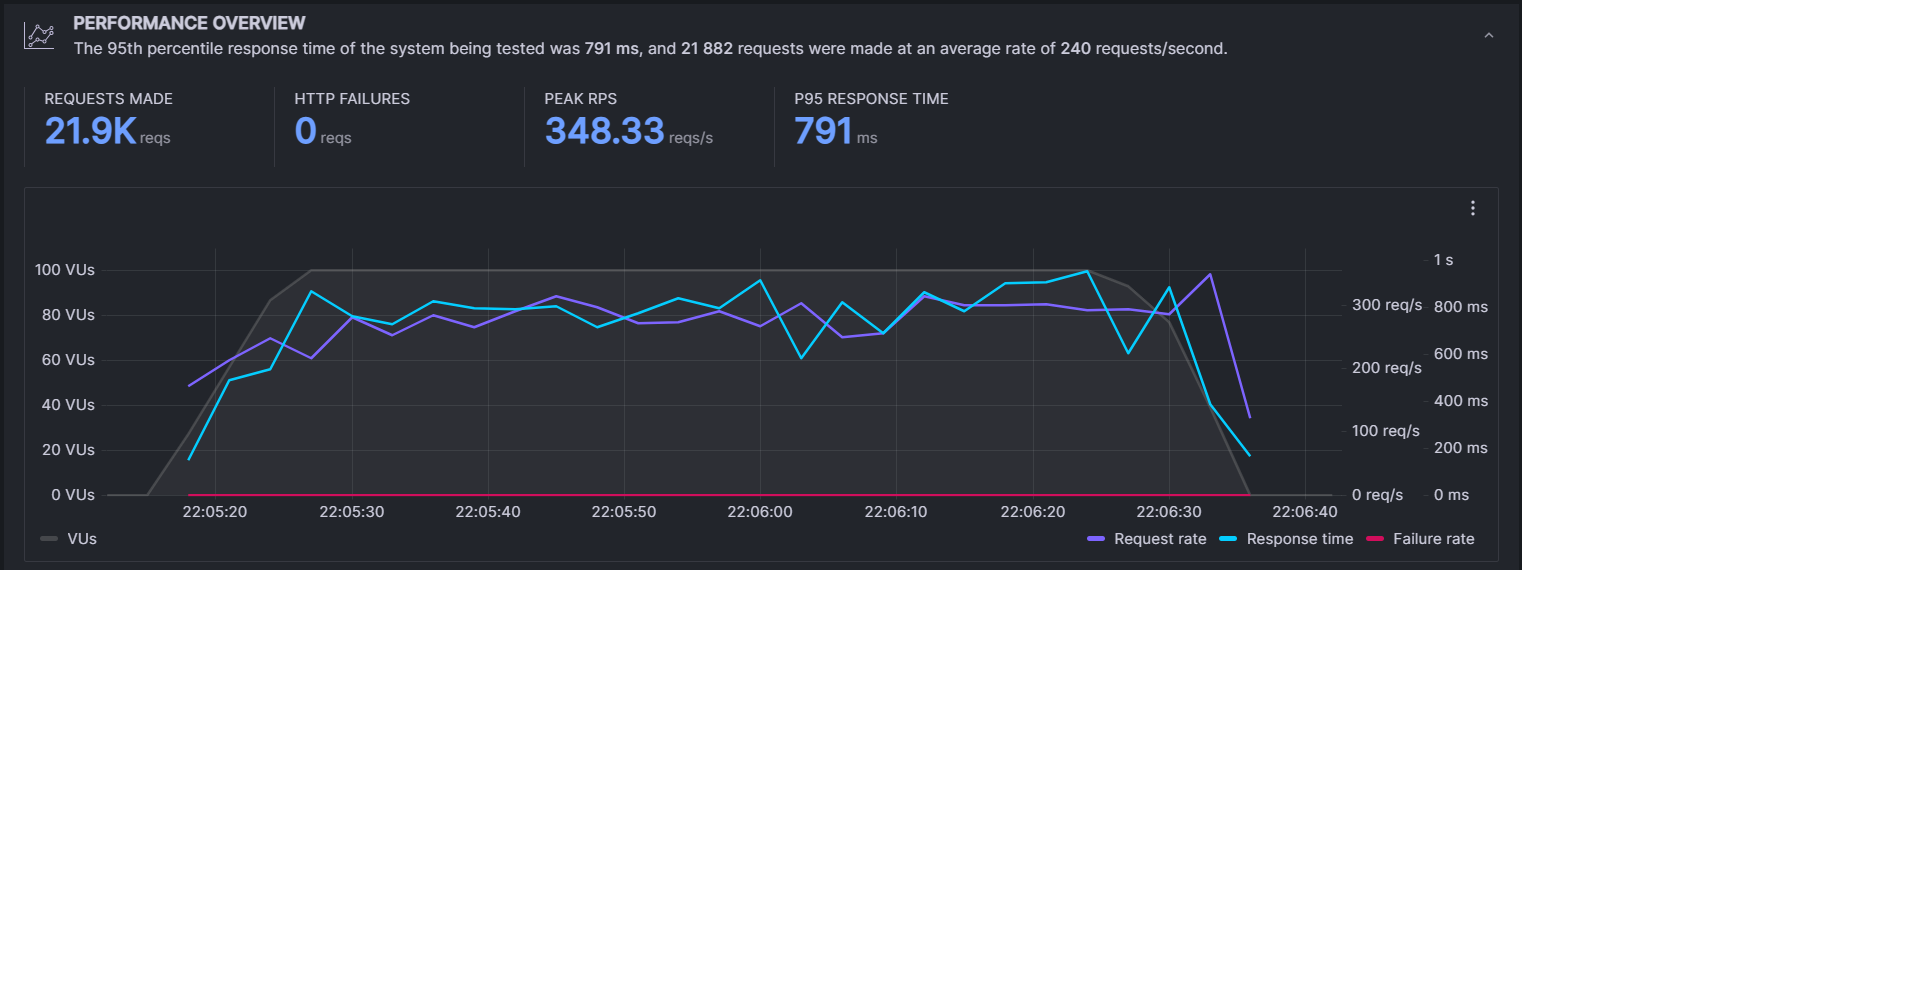 PERFORMANCE OVERVIEW
The 95th percentile response time of the system being tested was 791 ms, and 21 882 requests were made at an average rate of 240 requests/second.
REQUESTS MADE
21.9K reqs
HTTP FAILURES
0 reqs
PEAK RPS
348.33 reqs/s
P95 RESPONSE TIME
791 ms
100 VUs
80 VUs
60 VUs
40 VUs
20 VUs
0 VUs
300 req/s
200 req/s
100 req/s
0 req/s
1 s
800 ms
600 ms
400 ms
200 ms
0 ms
22:05:20 22:05:30 22:05:40 22:05:50 22:06:00 22:06:10 22:06:20 22:06:30 22:06:40
VUs
Request rate Response time Failure rate